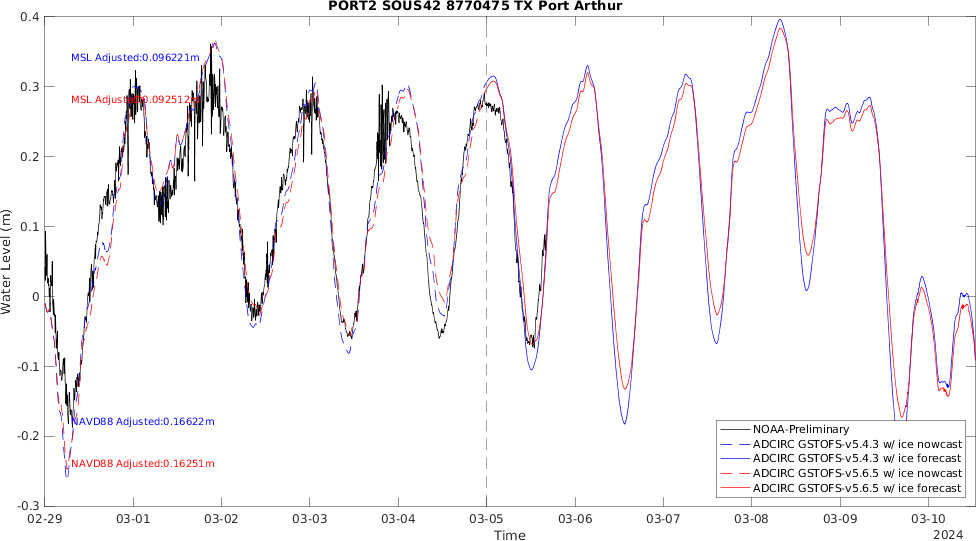 PORT2 SOUS42 8770475 TX Port Arthur
0.4
MSL Adjusted:0.096221m
0.3
MSL Adjusted:0.092512m
0.2
0.1
Water Level (m)
0
-0.1
NAVD88 Adjusted:0.16622m
-0.2
NAVD88 Adjusted:0.16251m
-0.3
NOAA-Preliminary
ADCIRC GSTOFS-v5.4.3 w/ ice nowcast
ADCIRC GSTOFS-v5.4.3 w/ ice forecast
ADCIRC GSTOFS-v5.6.5 w/ ice nowcast
ADCIRC GSTOFS-v5.6.5 w/ ice forecast
02-29 03-01 03-02 03-03 03-04 03-05 03-06 03-07 03-08 03-09 03-10
Time
2024